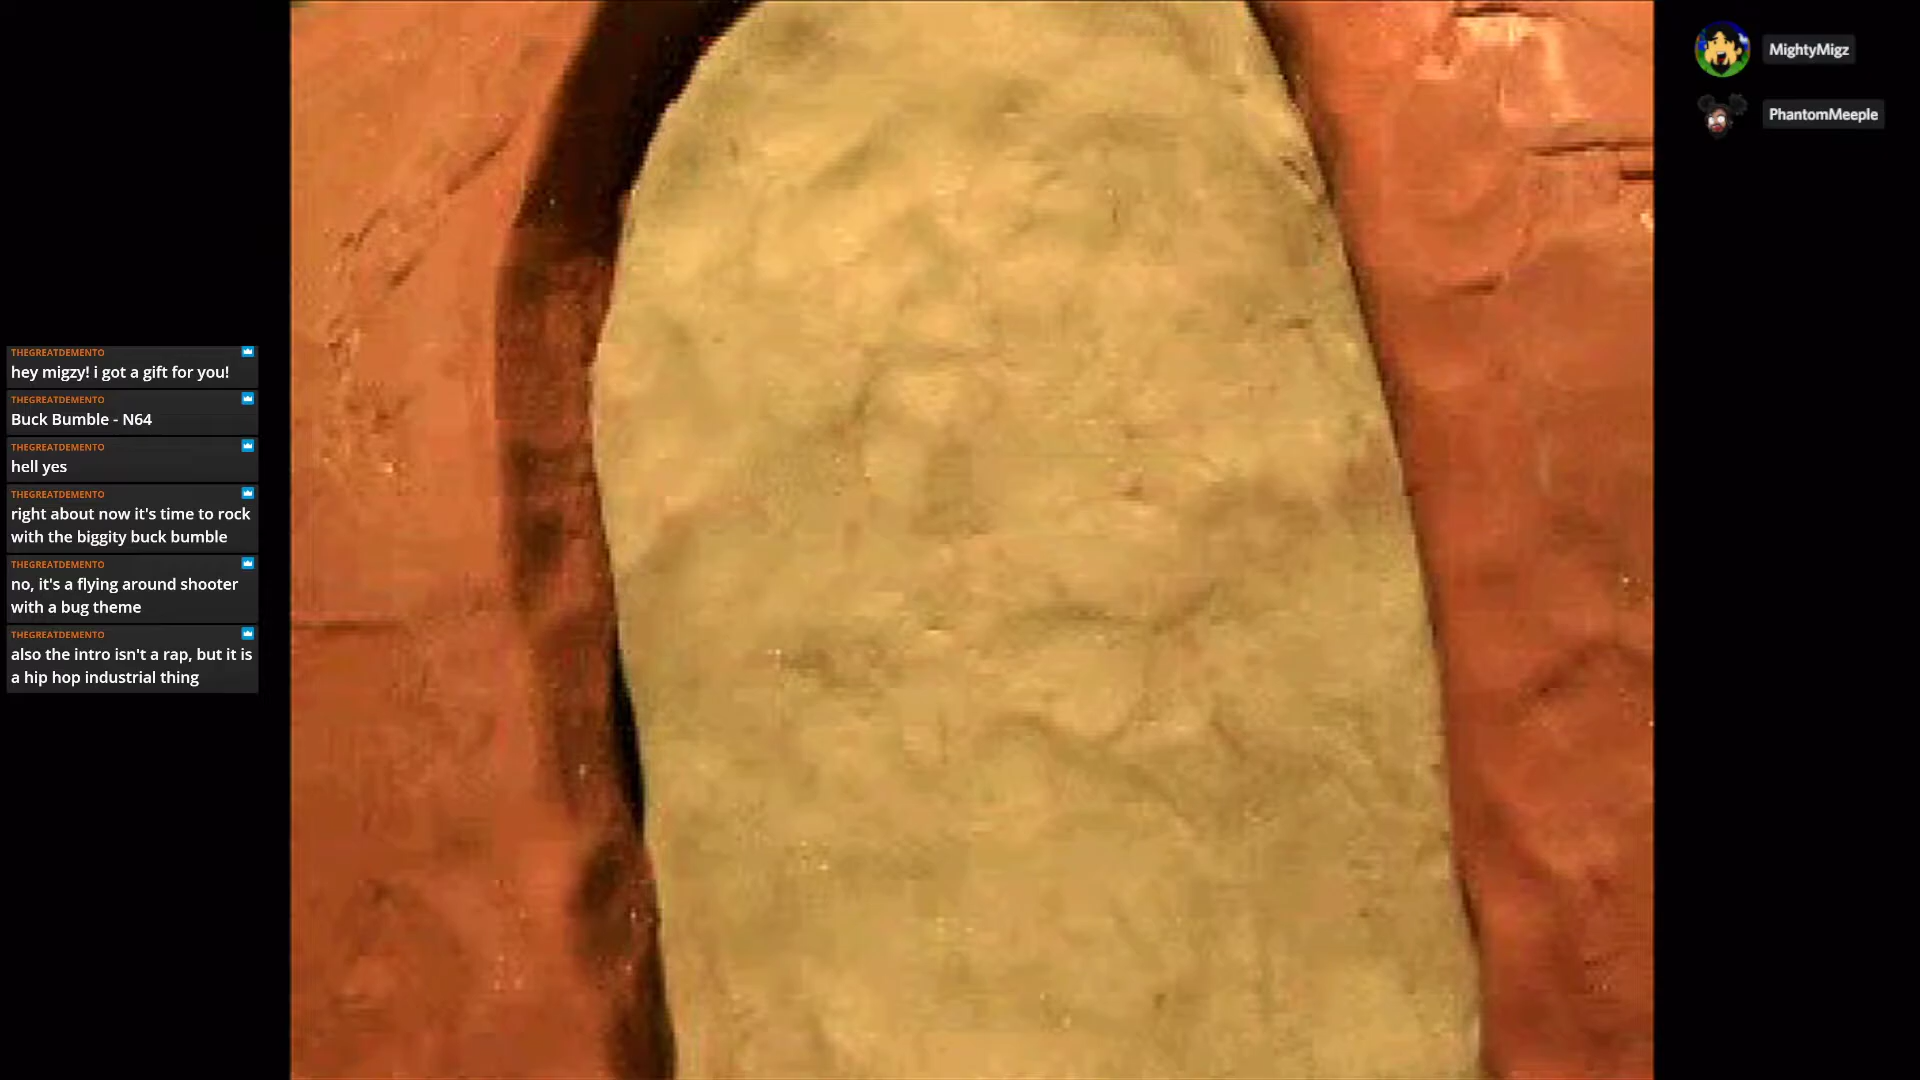 MightyMigz
PhantomMeeple
THEGREATDEMENTO
hey migzy! i got a gift for you!
THEGREATDEMENTO
Buck Bumble - N64
THEGREATDEMENTO
hell yes
THEGREATDEMENTO
right about now it's time to rock
with the biggity buck bumble
THEGREATDEMENTO
no, it's a flying around shooter
with a bug theme
THEGREATDEMENTO
also the intro isn't a rap, but it is
a hip hop industrial thing